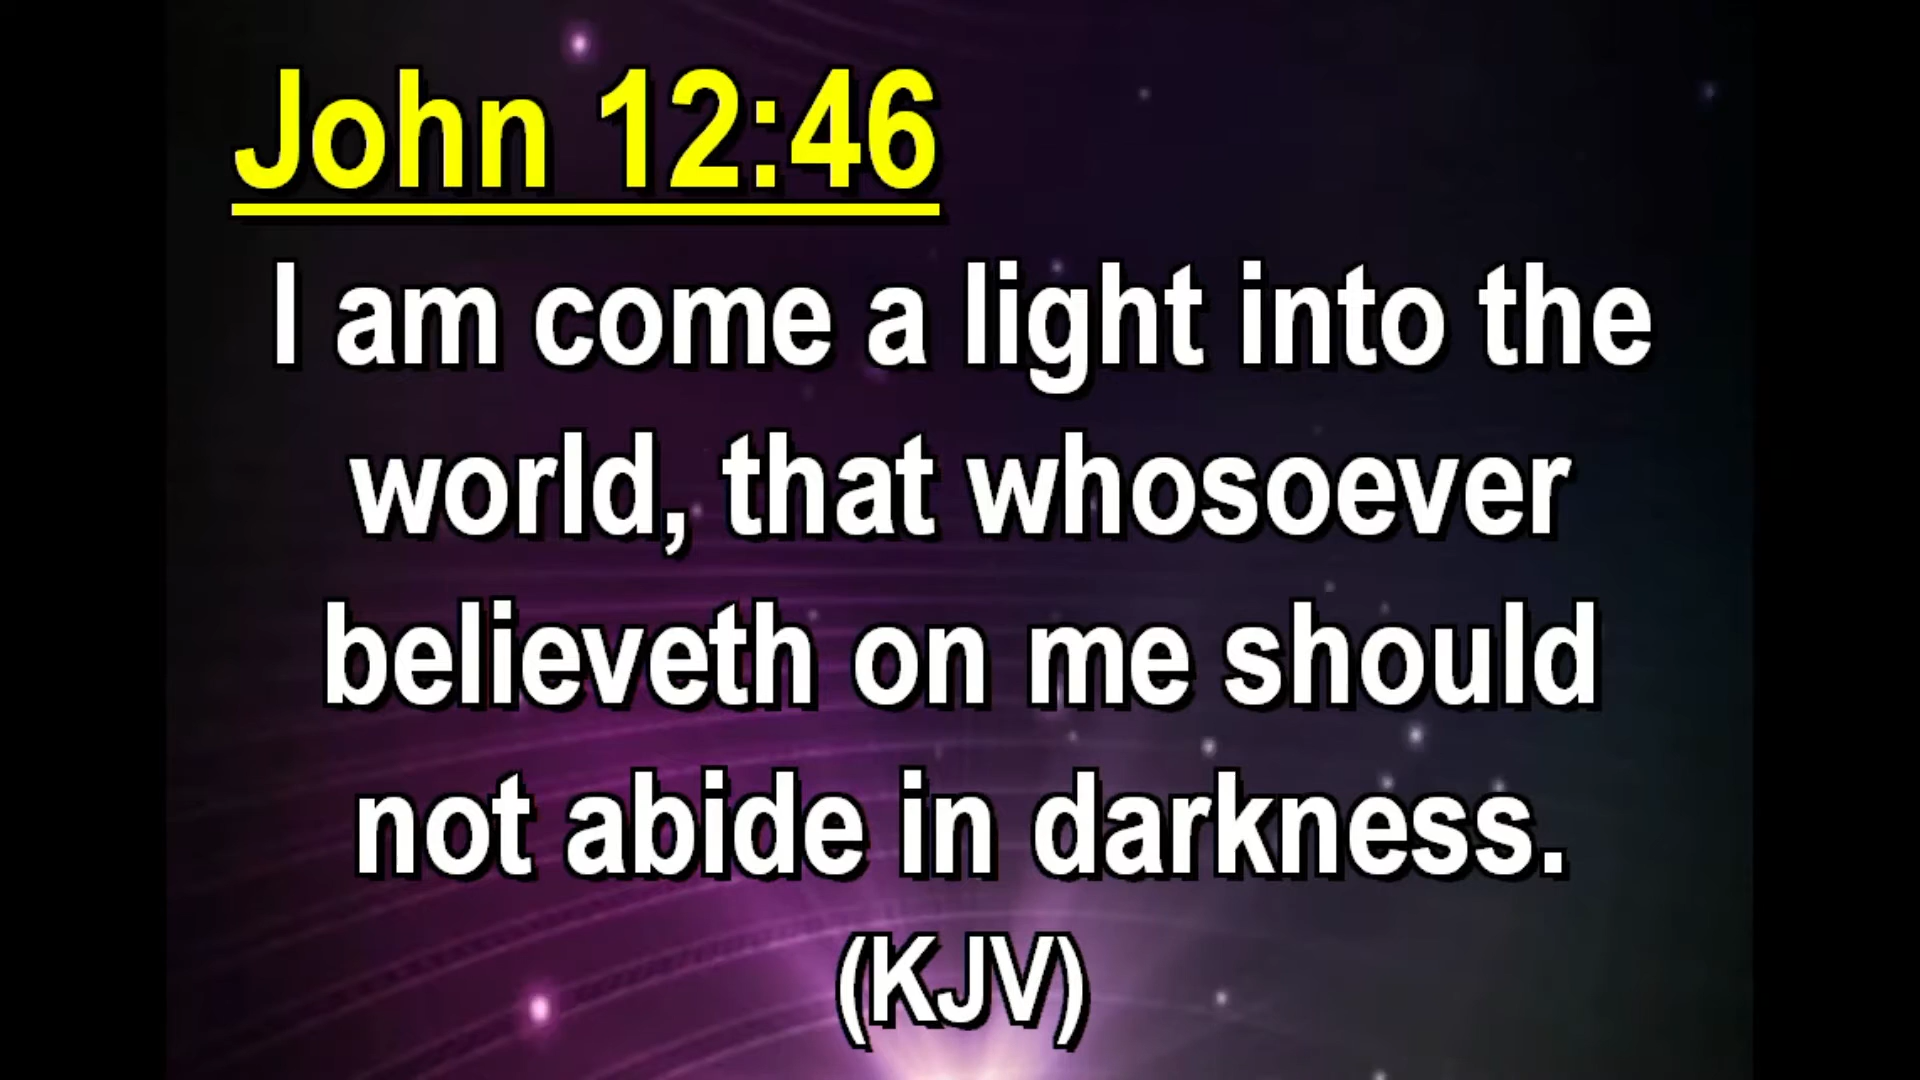 John 12:46
I am come a light into the
world, that whosoever
believeth on me should
not abide in darkness.
(KJV)